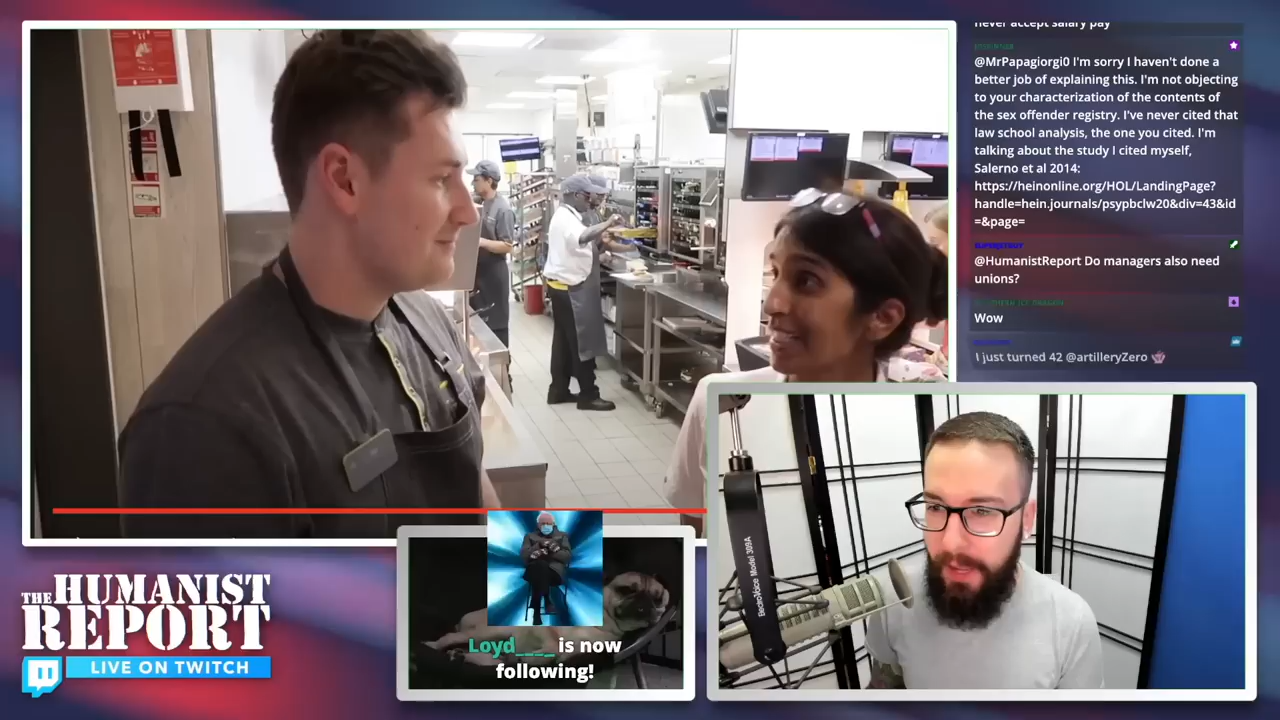 never accept salary pay
@MrPapagiorgi0 I'm sorry I haven't done a
better job of explaining this. I'm not objecting
to your characterization of the contents of
the sex offender registry. I've never cited that
law school analysis, the one you cited. I'm
talking about the study I cited myself,
Salerno et al 2014:
https://heinonline.org/HOL/LandingPage?
handle=hein.journals/psypbclw20&div=43&id
=&page=
@HumanistReport Do managers also need
unions?
Wow
I just turned 42 @artilleryZero
THE HUMANIST
REPORT
LIVE ON TWITCH
Loyd____ is now
following!
ElectroVoice Model 309A